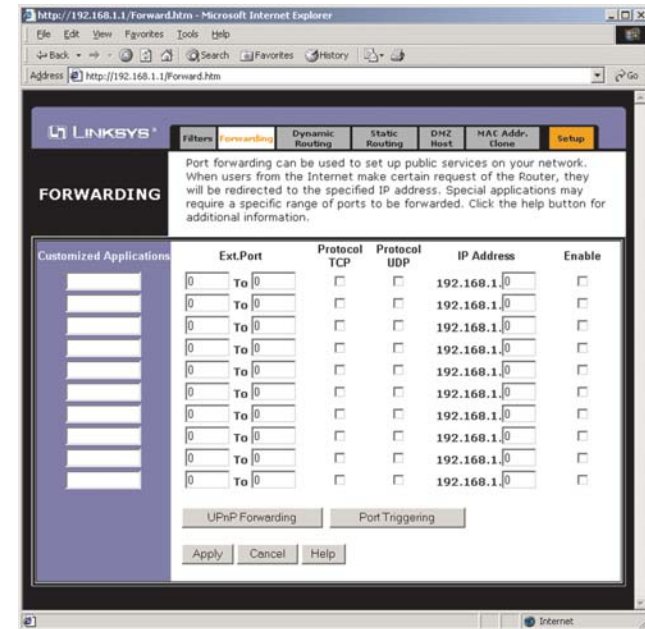 http://192.168.1.1/Forward.htm - Microsoft Internet Explorer
File Edit View Favorites Tools Help
Back Search Favorites History
Address http://192.168.1.1/Forward.htm Go
LINKSYS®
Filters Forwarding Dynamic Routing Static Routing DMZ Host MAC Addr. Clone Setup
FORWARDING
Port forwarding can be used to set up public services on your network.
When users from the Internet make certain request of the Router, they
will be redirected to the specified IP address. Special applications may
require a specific range of ports to be forwarded. Click the help button for
additional information.
Customized Applications Ext.Port Protocol TCP Protocol UDP IP Address Enable
0 To 0 192.168.1.0
0 To 0 192.168.1.0
0 To 0 192.168.1.0
0 To 0 192.168.1.0
0 To 0 192.168.1.0
0 To 0 192.168.1.0
0 To 0 192.168.1.0
0 To 0 192.168.1.0
0 To 0 192.168.1.0
0 To 0 192.168.1.0
UPnP Forwarding Port Triggering
Apply Cancel Help
Internet